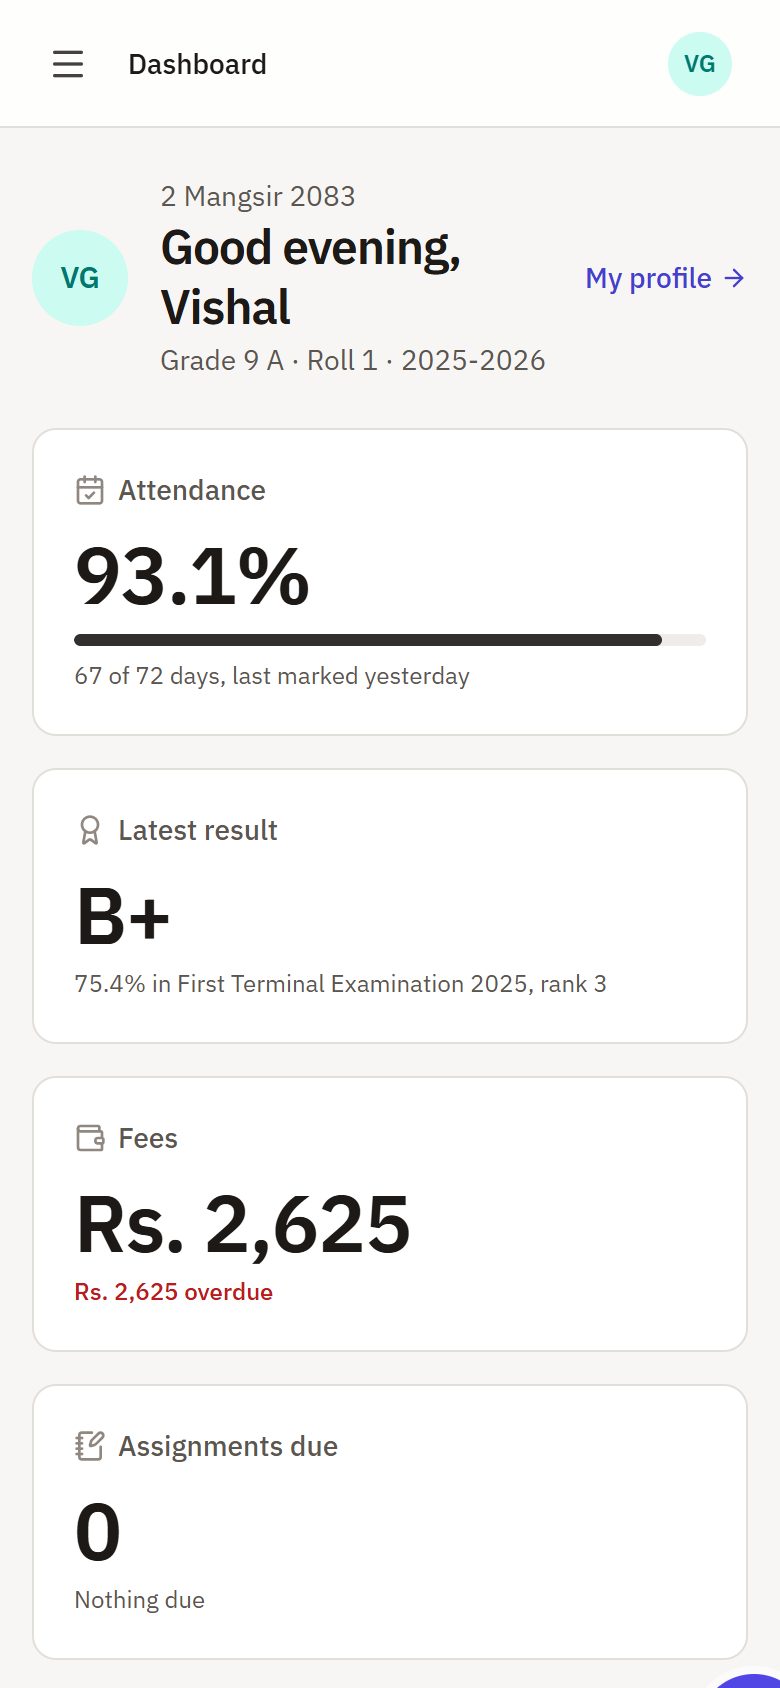 Dashboard
VG
2 Mangsir 2083
VG
Good evening,
Vishal
My profile →
Grade 9 A · Roll 1 · 2025-2026
Attendance
93.1%
67 of 72 days, last marked yesterday
Latest result
B+
75.4% in First Terminal Examination 2025, rank 3
Fees
Rs. 2,625
Rs. 2,625 overdue
Assignments due
0
Nothing due